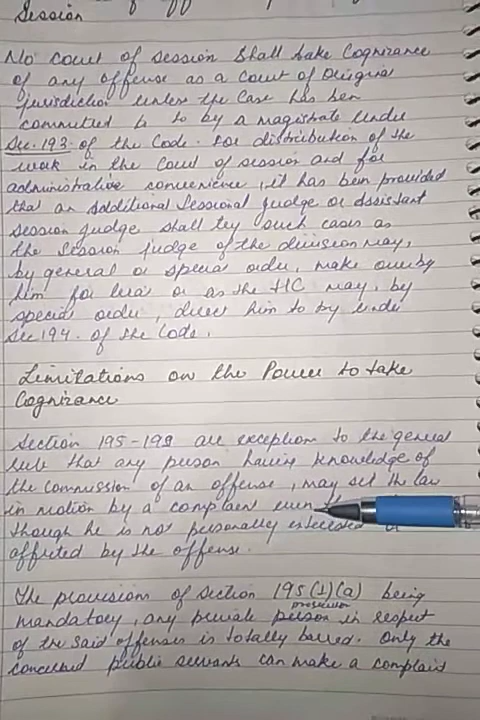 Session of
No court of session shall take Cognizance
of any offense as a court of Original
jurisdiction unless the case has ben
committed to to by a magistrate under
Sec. 193 of the Code. For distribution of the
work in the Court of session and for
administrative convenience, it has ben provided
that an Additional Sessional Judge or Assistant
session judge shall try such cases as
the Session judge of the division may,
by general or special order, make over by
him for or as the HC may, by
special order, direct him to try under
Sec 194. of the Code.
Limitations on the Power to take
Cognizance
Section 195-199 are exception to the general
rule that any person having knowledge of
the commission of an offense, may set the law
in motion by a complaint even
though he is not personally
affected by the offense.
The provisions of Section 195(1)(a) being
mandatory, any private person prosecution in respect
of the said offenses is totally barred. Only the
concerned public servants can make a complaid